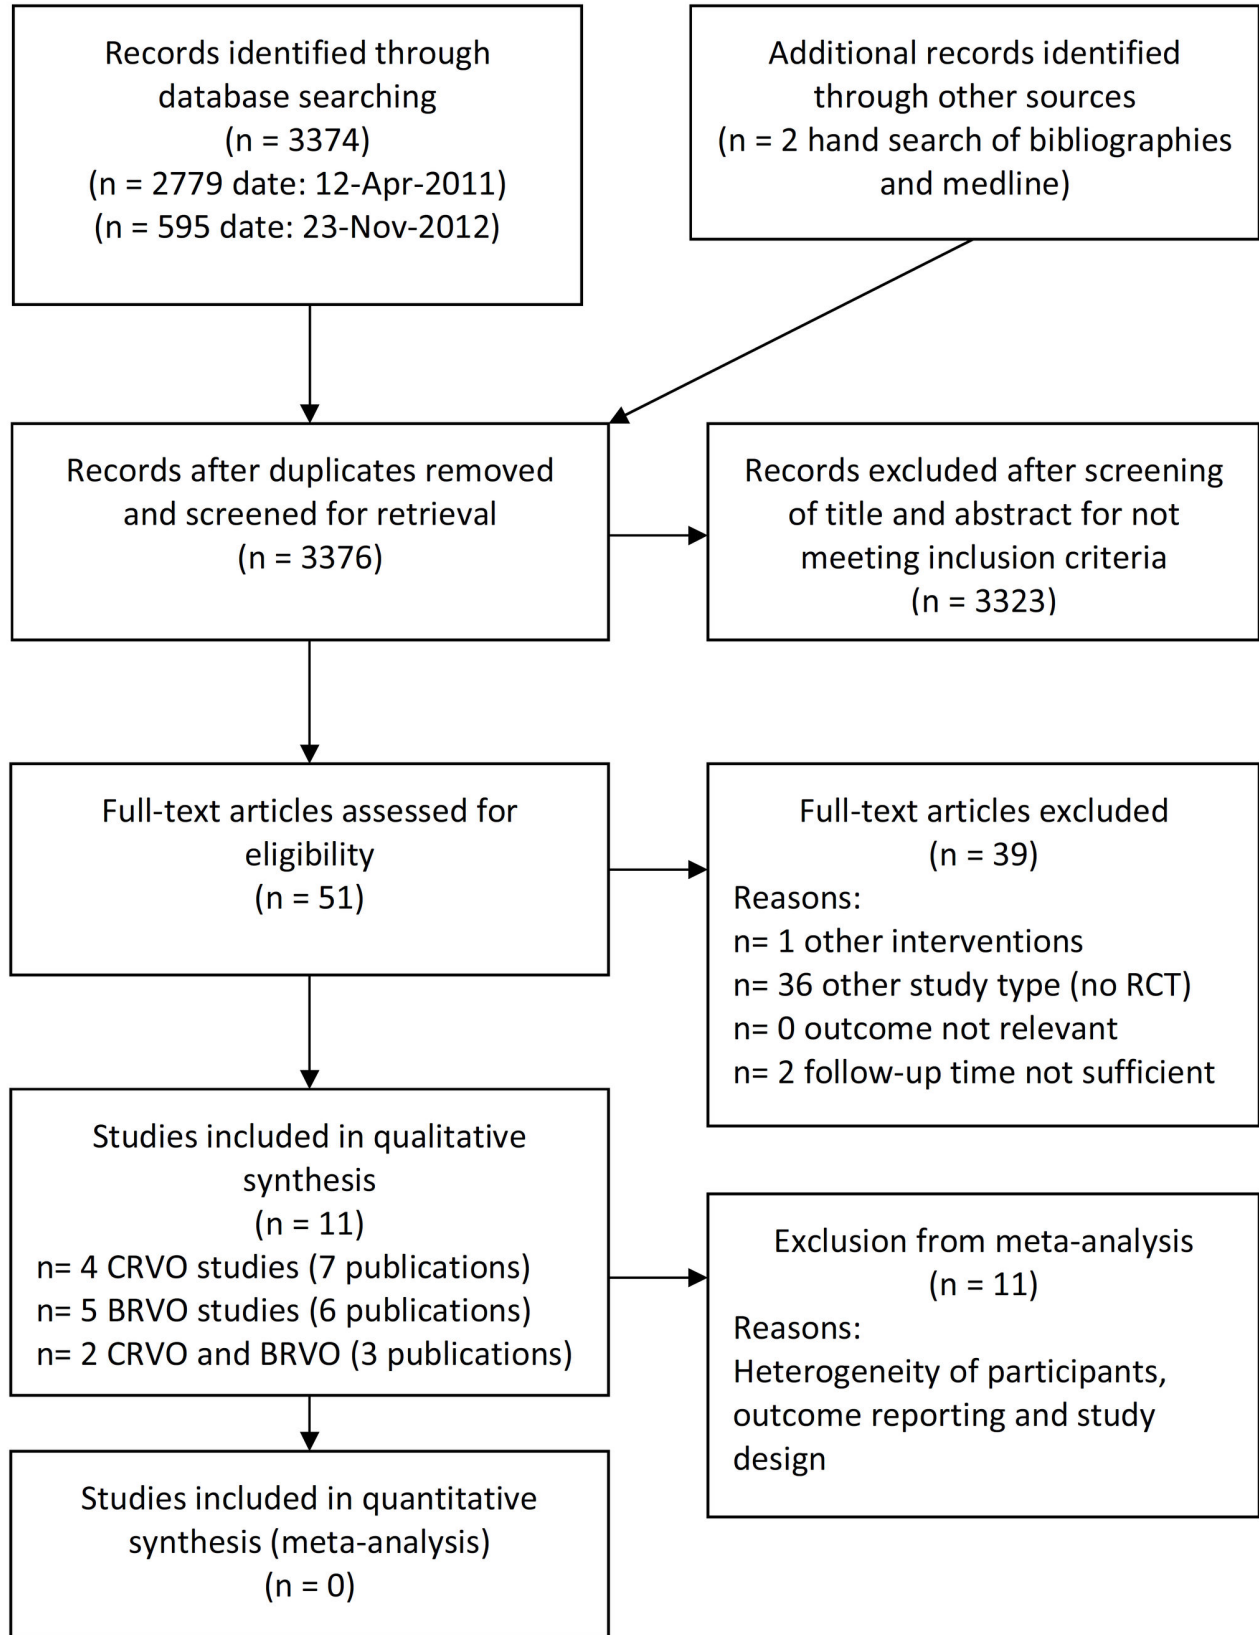 Records identified through
database searching
(n = 3374)
(n = 2779 date: 12-Apr-2011)
(n = 595 date: 23-Nov-2012)
Additional records identified
through other sources
(n = 2 hand search of bibliographies
and medline)
Records after duplicates removed
and screened for retrieval
(n = 3376)
Records excluded after screening
of title and abstract for not
meeting inclusion criteria
(n = 3323)
Full-text articles assessed for
eligibility
(n = 51)
Full-text articles excluded
(n = 39)
Reasons:
n= 1 other interventions
n= 36 other study type (no RCT)
n= 0 outcome not relevant
n= 2 follow-up time not sufficient
Studies included in qualitative
synthesis
(n = 11)
n= 4 CRVO studies (7 publications)
n= 5 BRVO studies (6 publications)
n= 2 CRVO and BRVO (3 publications)
Exclusion from meta-analysis
(n = 11)
Reasons:
Heterogeneity of participants,
outcome reporting and study
design
Studies included in quantitative
synthesis (meta-analysis)
(n = 0)